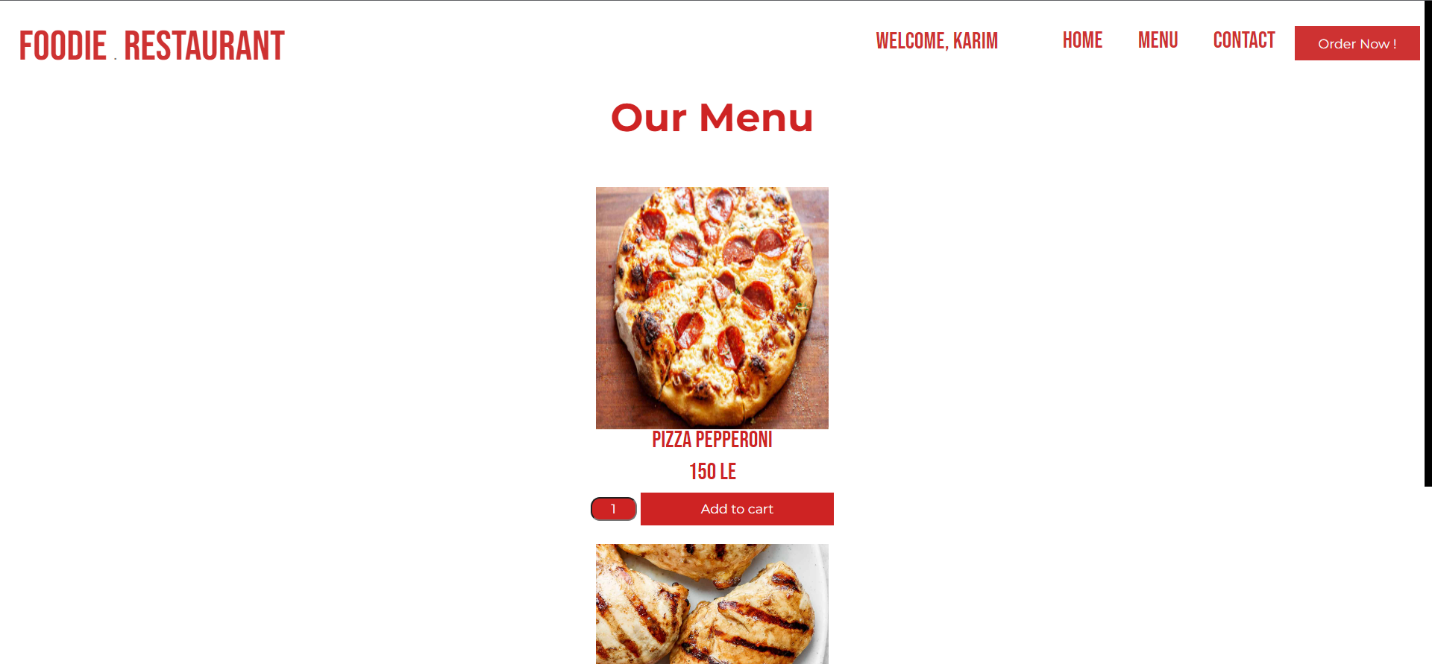 FOODIE . RESTAURANT
WELCOME, KARIM
HOME
MENU
CONTACT
Order Now !
Our Menu
PIZZA PEPPERONI
150 LE
1
Add to cart